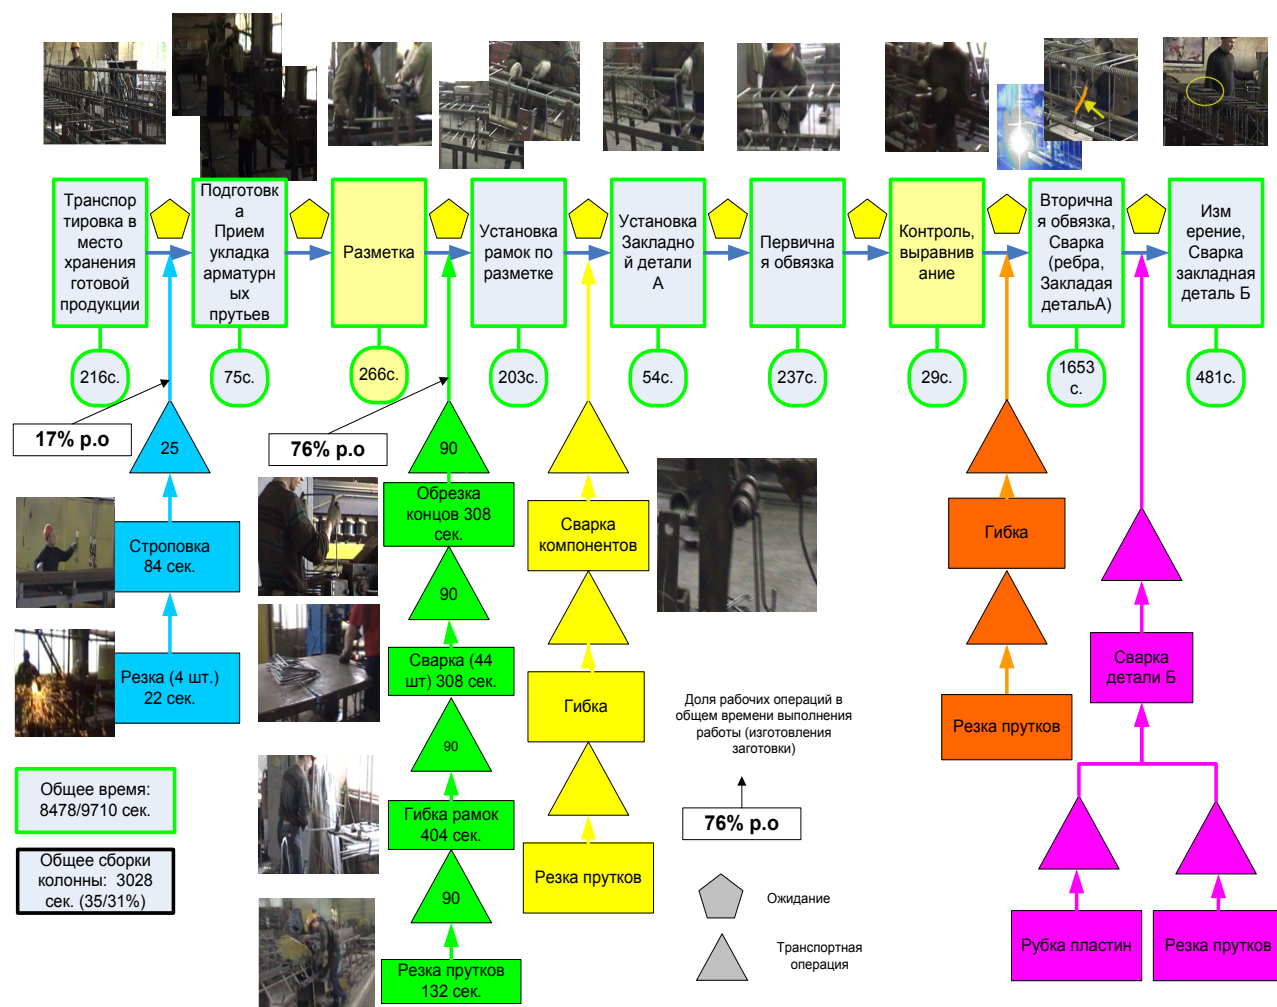 Транспор
тировка в
место
хранения
готовой
продукции
Подготовк
а
Прием
укладка
арматурн
ых
прутьев
Разметка
Установка
рамок по
разметке
Установка
Закладно
й детали
А
Первична
я обвязка
Контроль,
выравнив
ание
Вторична
я обвязка,
Сварка
(ребра,
Закладая
детальА)
Изм
ерение,
Сварка
закладная
деталь Б
216с.
75с.
266с.
203с.
54с.
237с.
29с.
1653
с.
481с.
17% р.о
76% р.о
25
Строповка
84 сек.
Резка (4 шт.)
22 сек.
90
Обрезка
концов 308
сек.
90
Сварка (44
шт) 308 сек.
90
Гибка рамок
404 сек.
90
Резка прутков
132 сек.
Сварка
компонентов
Гибка
Резка прутков
Гибка
Резка прутков
Сварка
детали Б
Рубка пластин
Резка прутков
Общее время:
8478/9710 сек.
Общее сборки
колонны: 3028
сек. (35/31%)
Доля рабочих операций в
общем времени выполнения
работы (изготовления
заготовки)
76% р.о
Ожидание
Транспортная
операция